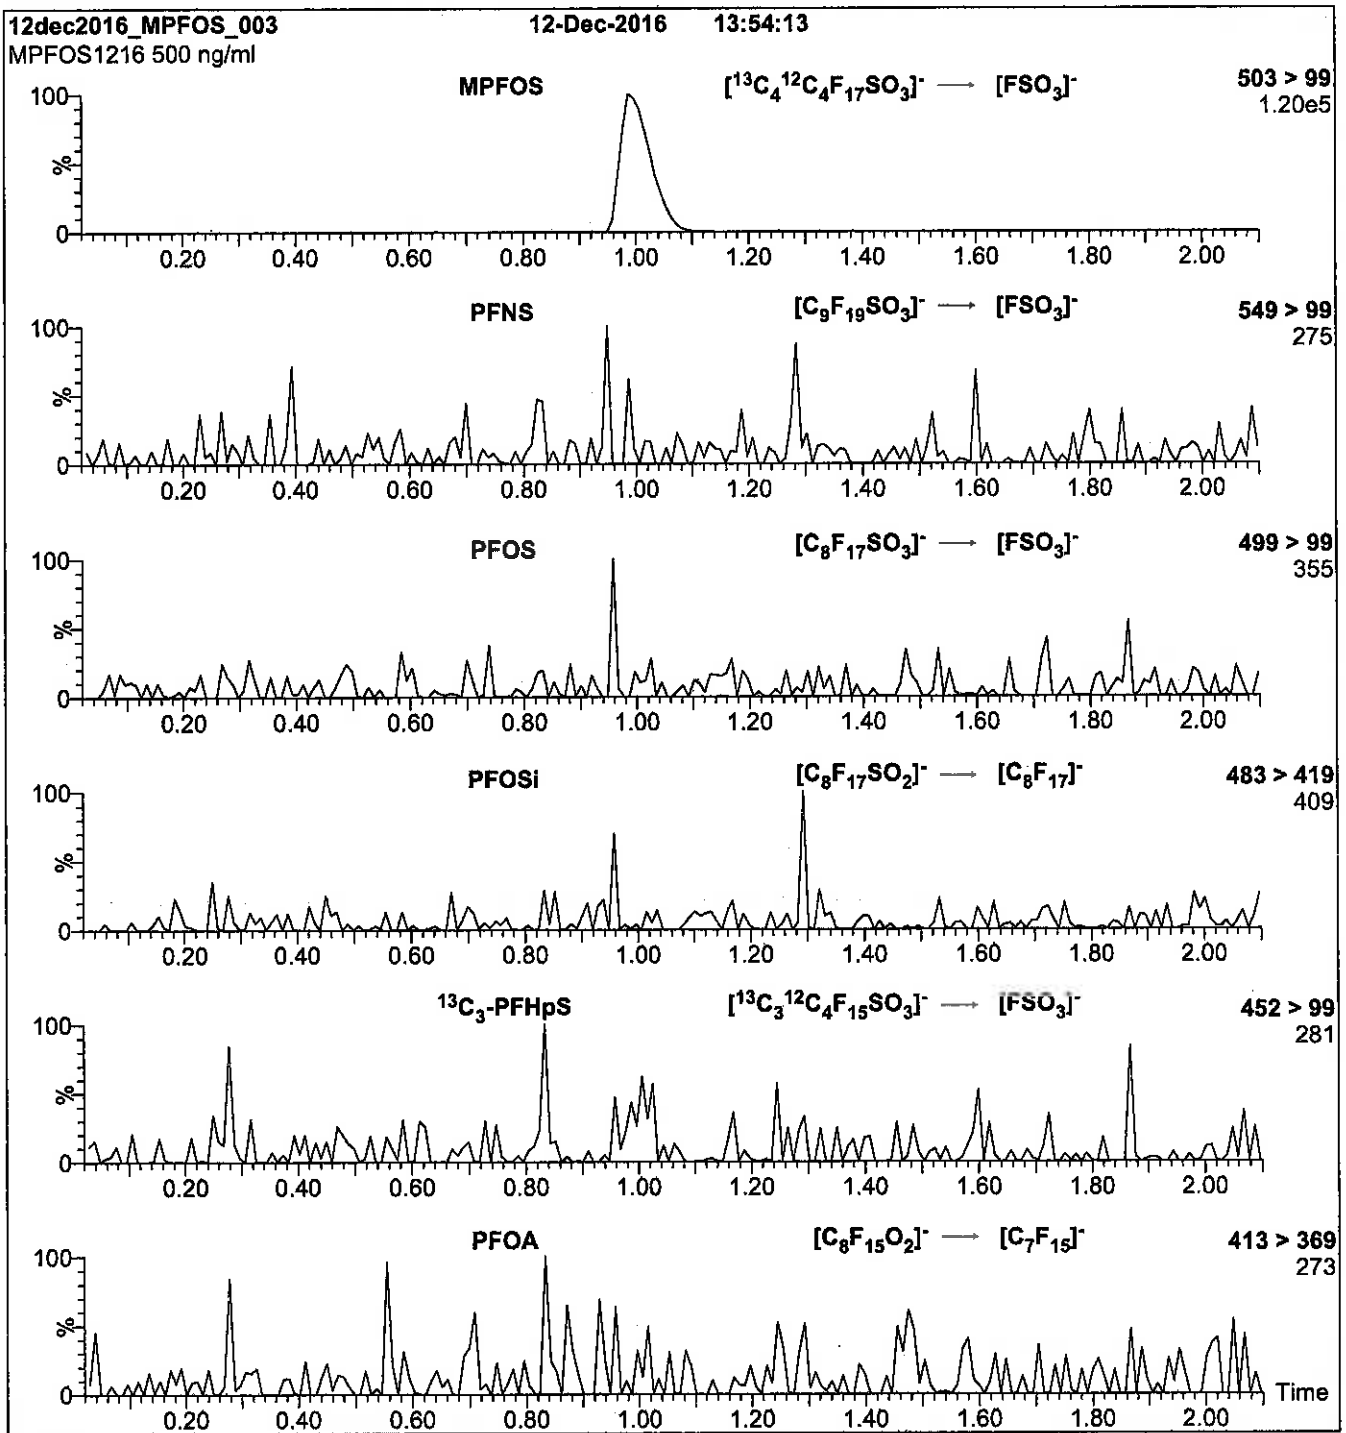 12dec2016_MPFOS_003 12-Dec-2016 13:54:13
MPFOS1216 500 ng/ml
MPFOS [¹³C₄¹²C₄F₁₇SO₃]⁻ → [FSO₃]⁻ 503 > 99
1.20e5
100
%
0
0.20 0.40 0.60 0.80 1.00 1.20 1.40 1.60 1.80 2.00
PFNS [C₉F₁₉SO₃]⁻ → [FSO₃]⁻ 549 > 99
275
100
%
0
0.20 0.40 0.60 0.80 1.00 1.20 1.40 1.60 1.80 2.00
PFOS [C₈F₁₇SO₃]⁻ → [FSO₃]⁻ 499 > 99
355
100
%
0
0.20 0.40 0.60 0.80 1.00 1.20 1.40 1.60 1.80 2.00
PFOSi [C₈F₁₇SO₂]⁻ → [C₈F₁₇]⁻ 483 > 419
409
100
%
0
0.20 0.40 0.60 0.80 1.00 1.20 1.40 1.60 1.80 2.00
¹³C₃-PFHpS [¹³C₃¹²C₄F₁₅SO₃]⁻ → [FSO₃]⁻ 452 > 99
281
100
%
0
0.20 0.40 0.60 0.80 1.00 1.20 1.40 1.60 1.80 2.00
PFOA [C₈F₁₅O₂]⁻ → [C₇F₁₅]⁻ 413 > 369
273
100
%
0
Time
0.20 0.40 0.60 0.80 1.00 1.20 1.40 1.60 1.80 2.00